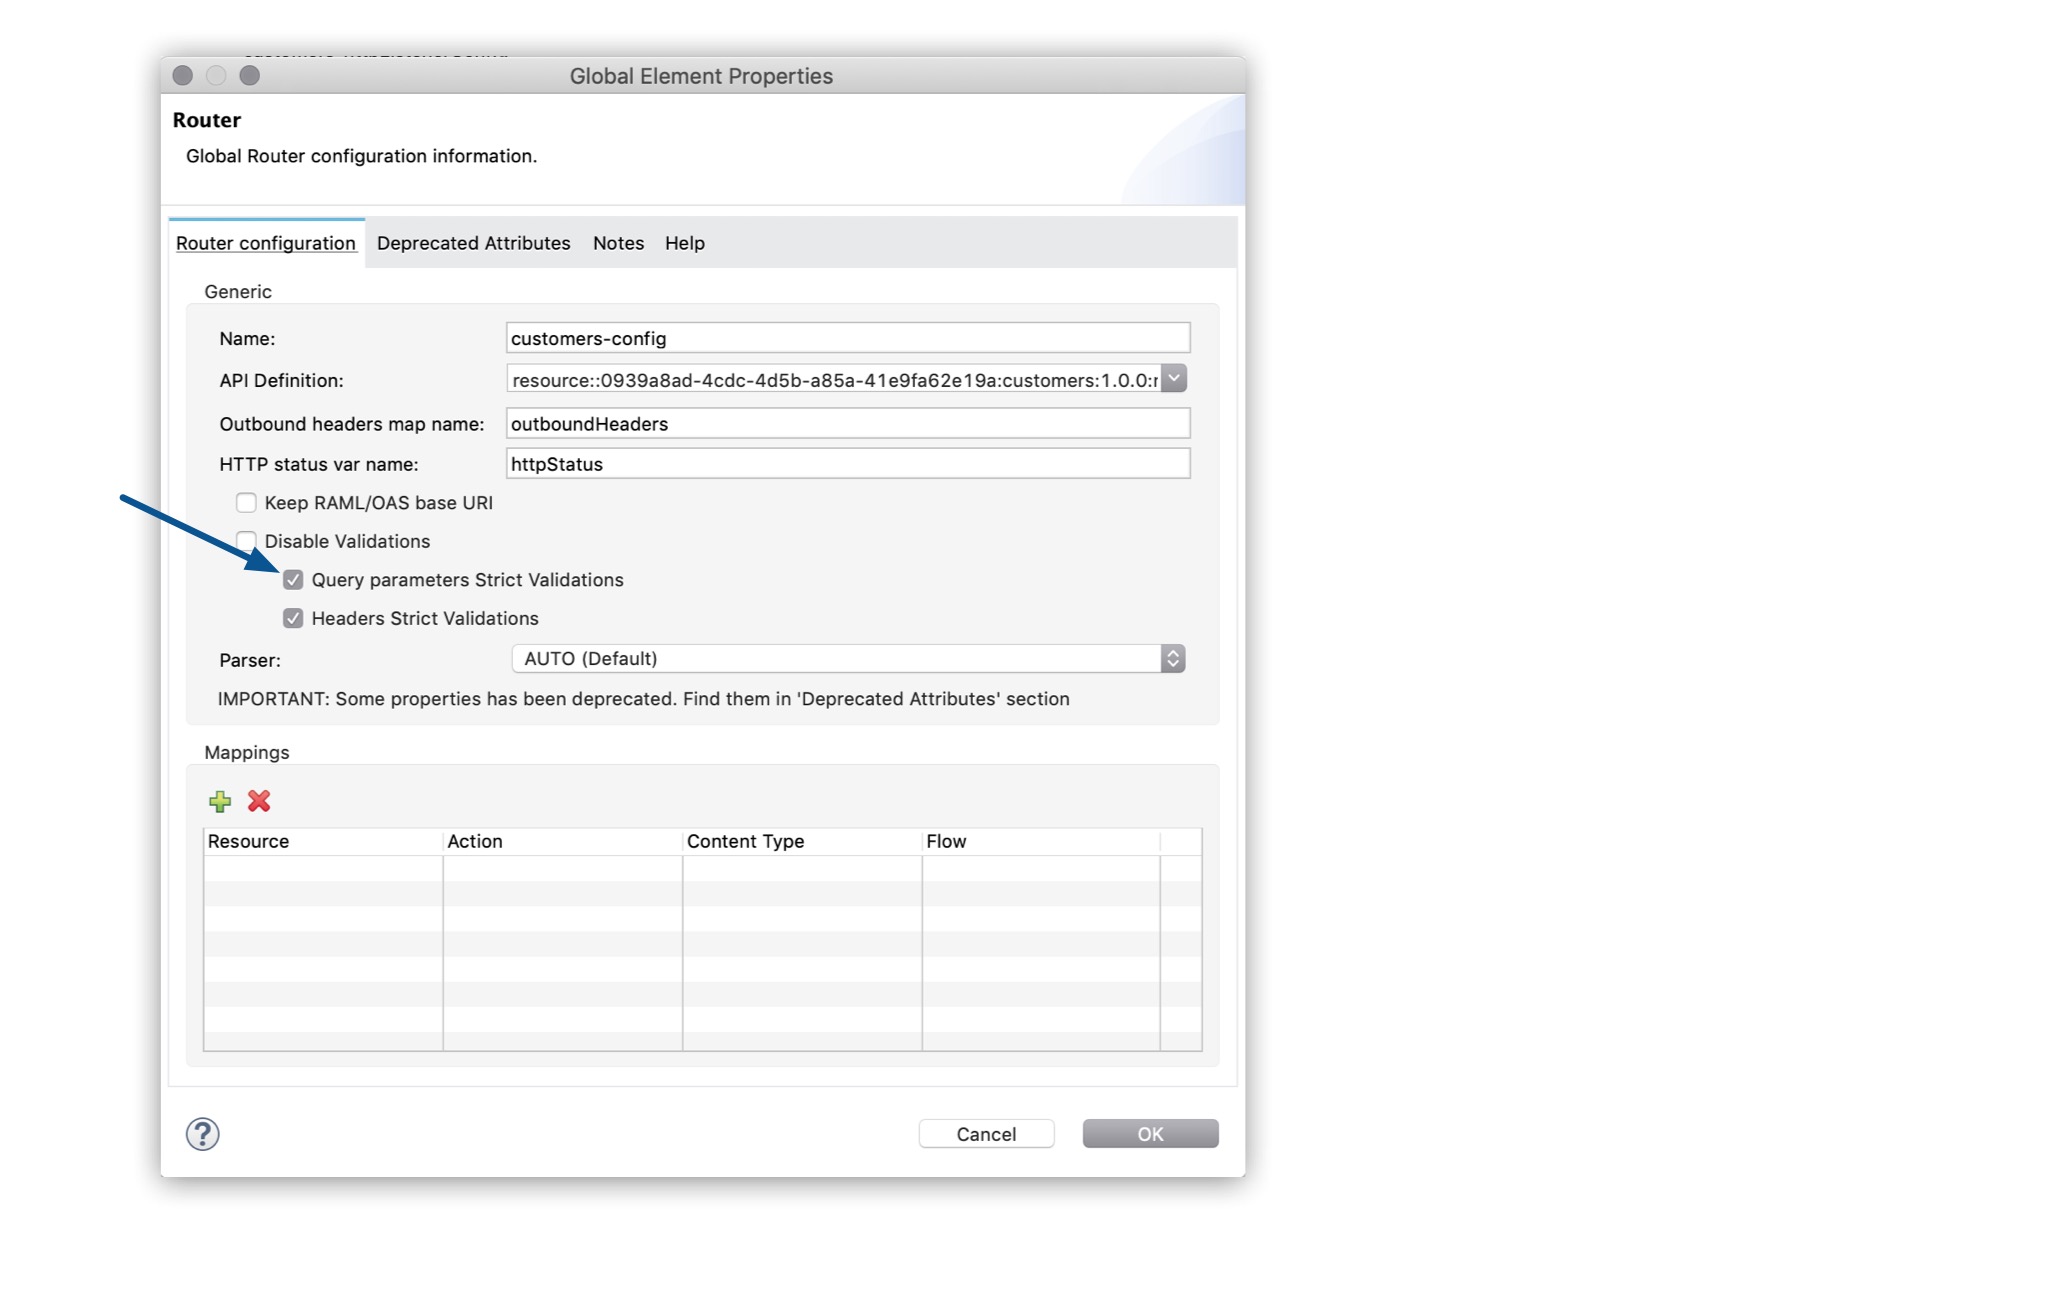 Global Element Properties
Router
Global Router configuration information.
Router configuration Deprecated Attributes Notes Help
Generic
Name: customers-config
API Definition: resource::0939a8ad-4cdc-4d5b-a85a-41e9fa62e19a:customers:1.0.0:r
Outbound headers map name: outboundHeaders
HTTP status var name: httpStatus
Keep RAML/OAS base URI
Disable Validations
Query parameters Strict Validations
Headers Strict Validations
Parser: AUTO (Default)
IMPORTANT: Some properties has been deprecated. Find them in 'Deprecated Attributes' section
Mappings
Resource Action Content Type Flow
? Cancel OK